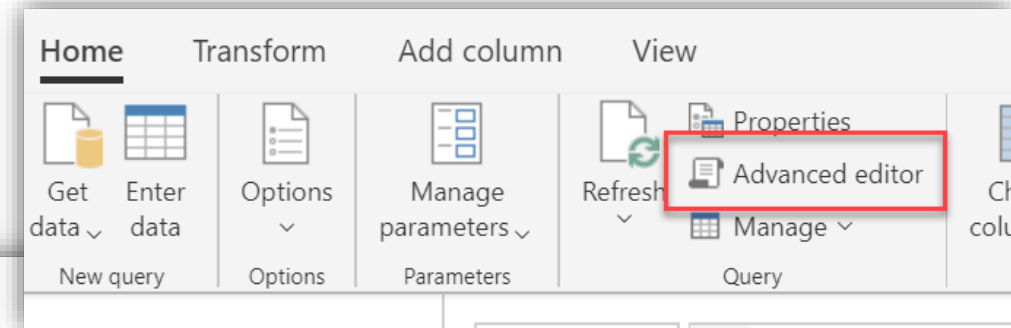 Home Transform Add column View
Properties
Advanced editor
Get Enter Options Manage Refresh
data data parameters Manage
New query Options Parameters Query